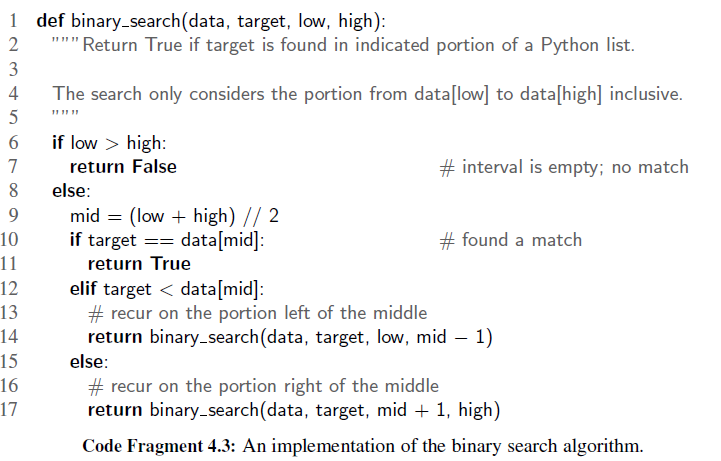 1 def binary_search(data, target, low, high):
2 """Return True if target is found in indicated portion of a Python list.
3
4 The search only considers the portion from data[low] to data[high] inclusive.
5 """
6 if low > high:
7 return False # interval is empty; no match
8 else:
9 mid = (low + high) // 2
10 if target == data[mid]: # found a match
11 return True
12 elif target < data[mid]:
13 # recur on the portion left of the middle
14 return binary_search(data, target, low, mid − 1)
15 else:
16 # recur on the portion right of the middle
17 return binary_search(data, target, mid + 1, high)
Code Fragment 4.3: An implementation of the binary search algorithm.